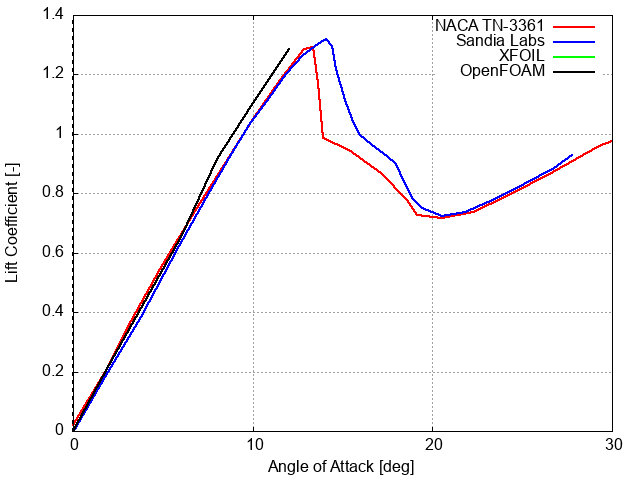 1.4
1.2
1
0.8
0.6
0.4
0.2
0
0 10 20 30
Lift Coefficient [-]
Angle of Attack [deg]
NACA TN-3361
Sandia Labs
XFOIL
OpenFOAM